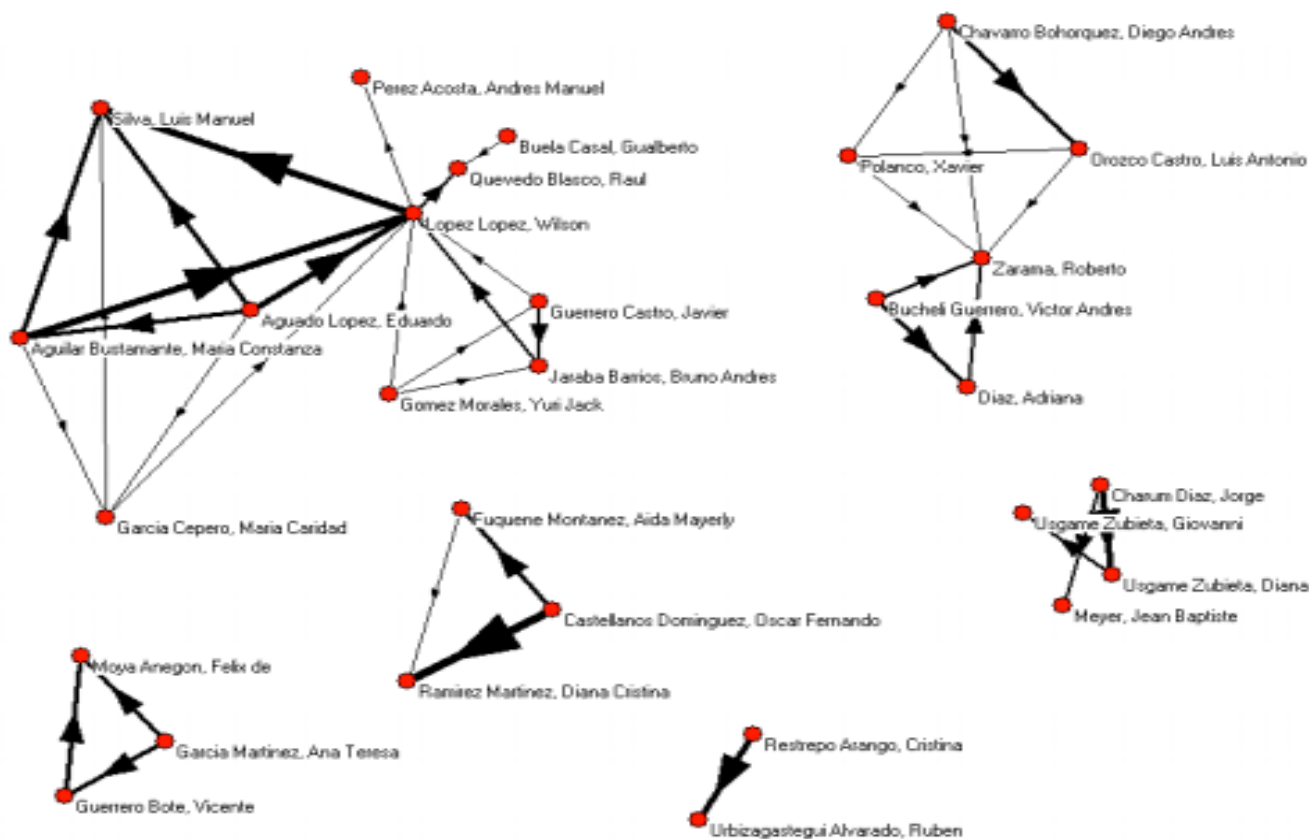 Chavarro Bohorquez, Diego Andres
Perez Acosta, Andres Manuel
Silva, Luis Manuel
Buela Casal, Gualberto
Orozco Castro, Luis Antonio
Polanco, Xavier
Quevedo Blasco, Raul
Lopez Lopez, Wilson
Zarama, Roberto
Bucheli Guerrero, Victor Andres
Guerrero Castro, Javier
Aguado Lopez, Eduardo
Aguilar Bustamante, Maria Constanza
Jaraba Barrios, Bruno Andres
Diaz, Adriana
Gomez Morales, Yuri Jack
Charum Diaz, Jorge
Garcia Cepero, Maria Caridad
Fuquene Montanez, Aida Mayerly
Usgame Zubieta, Giovanni
Usgame Zubieta, Diana
Meyer, Jean Baptiste
Castellanos Dominguez, Oscar Fernando
Moya Anegon, Felix de
Ramirez Martinez, Diana Cristina
Garcia Martinez, Ana Teresa
Restrepo Arango, Cristina
Guerrero Bote, Vicente
Urbizagastegui Alvarado, Ruben